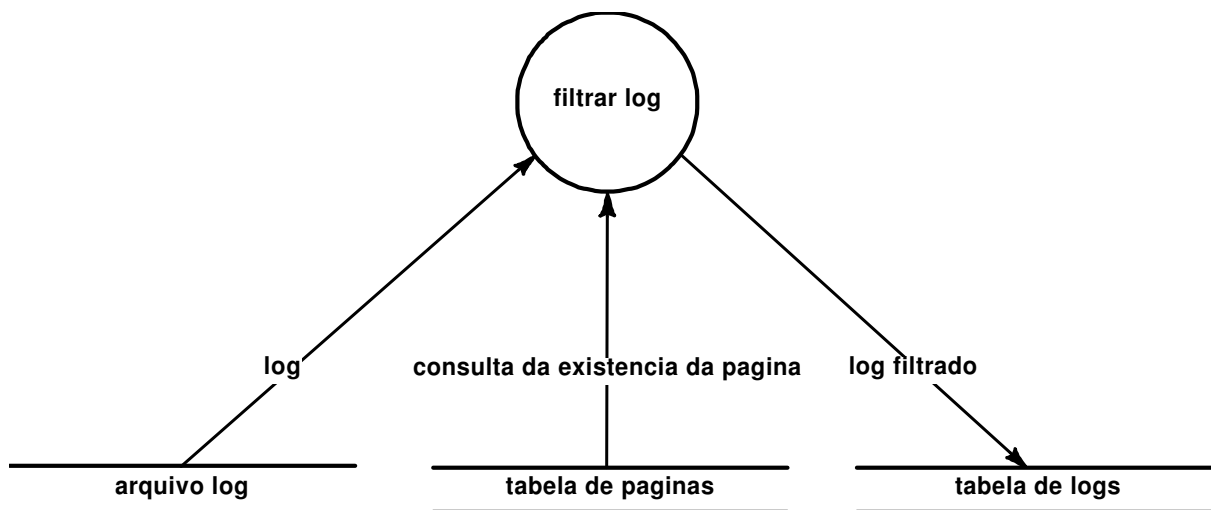 filtrar log
log
consulta da existencia da pagina
log filtrado
arquivo log
tabela de paginas
tabela de logs